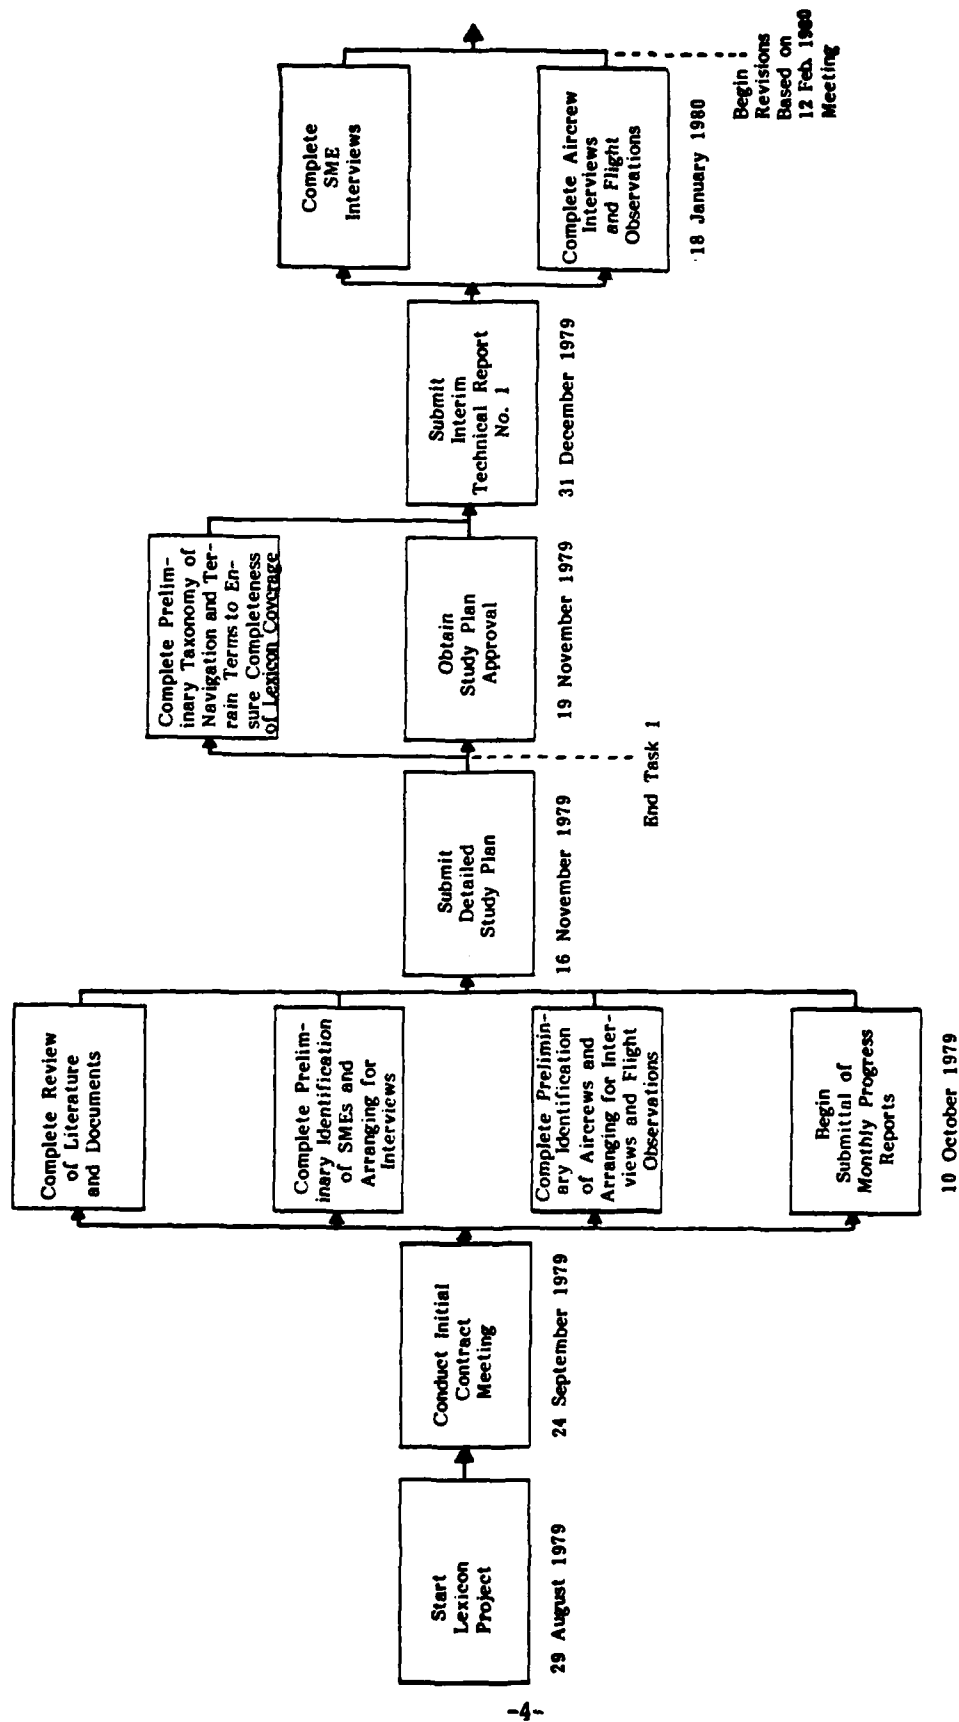 Start
Lexicon
Project
29 August 1979
Conduct Initial
Contract
Meeting
24 September 1979
Complete Review
of Literature
and Documents
Complete Prelim-
inary Identification
of SMEs and
Arranging for
Interviews
Complete Prelimin-
ary Identification
of Aircrews and
Arranging for Inter-
views and Flight
Observations
Begin
Submittal of
Monthly Progress
Reports
10 October 1979
Submit
Detailed
Study Plan
16 November 1979
End Task 1
Complete Prelim-
inary Taxonomy of
Navigation and Ter-
rain Terms to En-
sure Completeness
of Lexicon Coverage
Obtain
Study Plan
Approval
19 November 1979
Submit
Interim
Technical Report
No. 1
31 December 1979
Complete
SME
Interviews
Complete Aircrew
Interviews
and Flight
Observations
18 January 1980
Begin
Revisions
Based on
12 Feb. 1980
Meeting
-4-